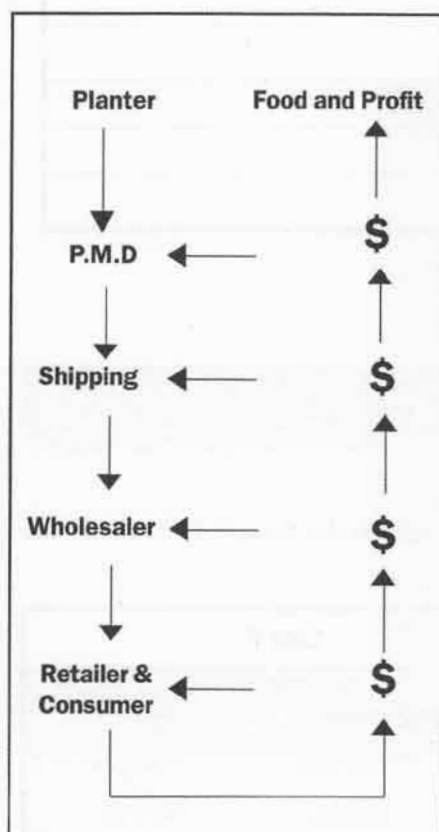 Planter
Food and Profit
P.M.D
$
Shipping
$
Wholesaler
$
Retailer &
Consumer
$